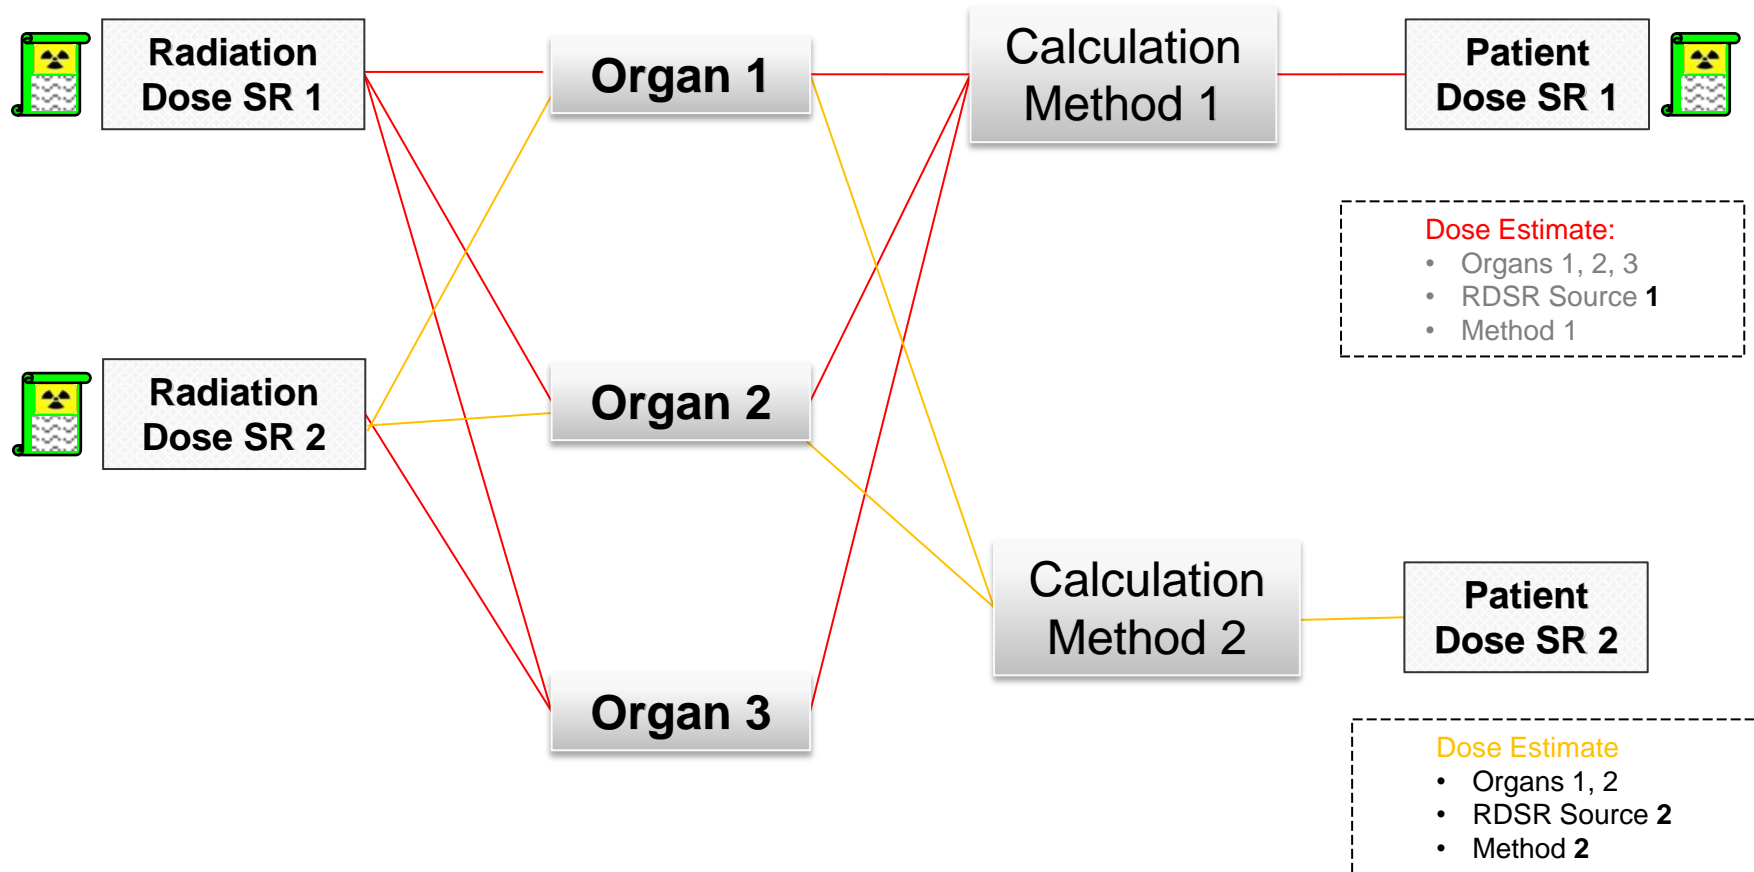 Radiation
Dose SR 1
Organ 1
Calculation
Method 1
Patient
Dose SR 1
Dose Estimate:
• Organs 1, 2, 3
• RDSR Source 1
• Method 1
Radiation
Dose SR 2
Organ 2
Calculation
Method 2
Patient
Dose SR 2
Organ 3
Dose Estimate
• Organs 1, 2
• RDSR Source 2
• Method 2